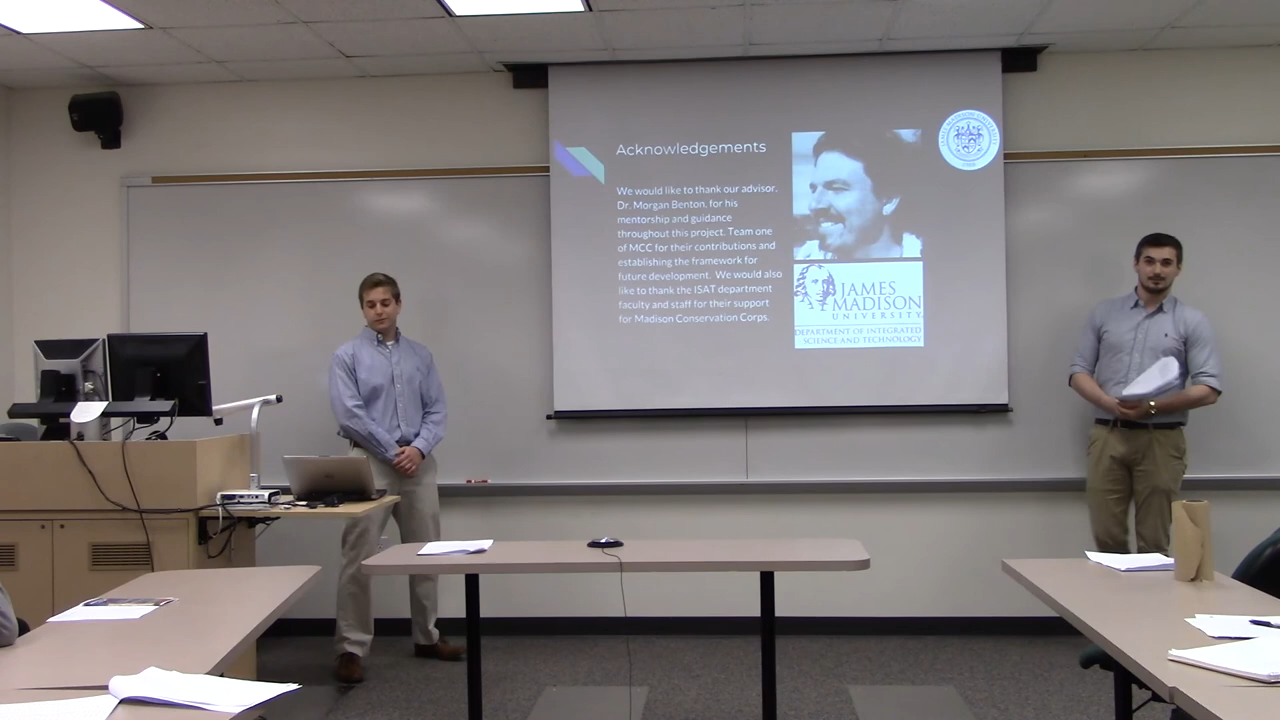 Acknowledgements
We would like to thank our advisor,
Dr. Morgan Benton, for his
mentorship and guidance
throughout this project. Team one
of MCC for their contributions and
establishing the framework for
future development. We would also
like to thank the ISAT department
faculty and staff for their support
for Madison Conservation Corps.
JAMES MADISON UNIVERSITY
JAMES
MADISON
UNIVERSITY
DEPARTMENT OF INTEGRATED
SCIENCE AND TECHNOLOGY